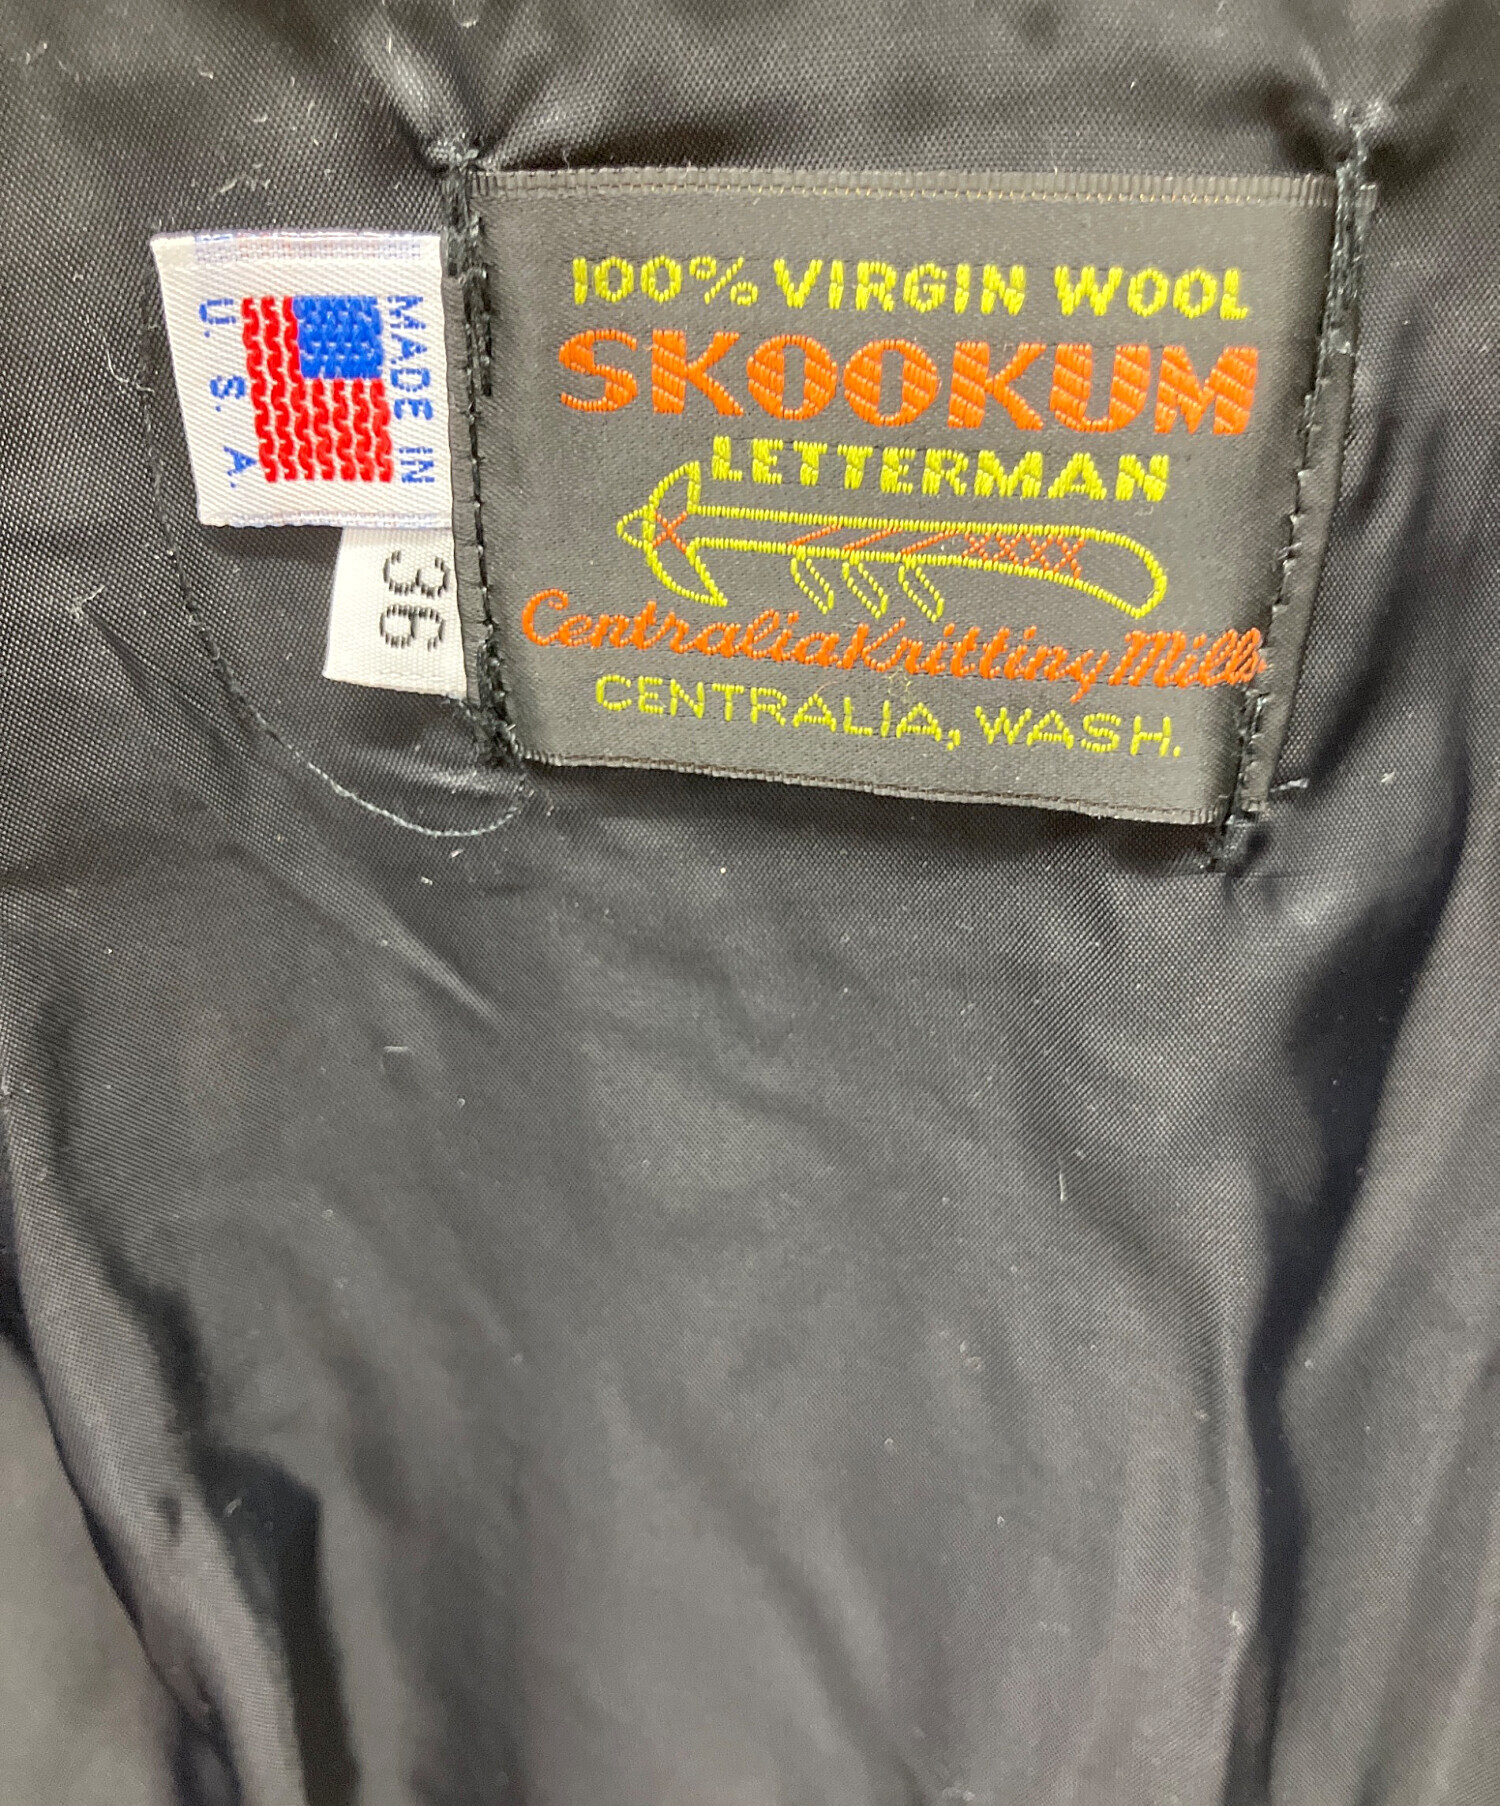 100% VIRGIN WOOL
SKOOKUM
LETTERMAN
Centralia Knitting Mills
CENTRALIA, WASH.
MADE IN
U. S. A.
36